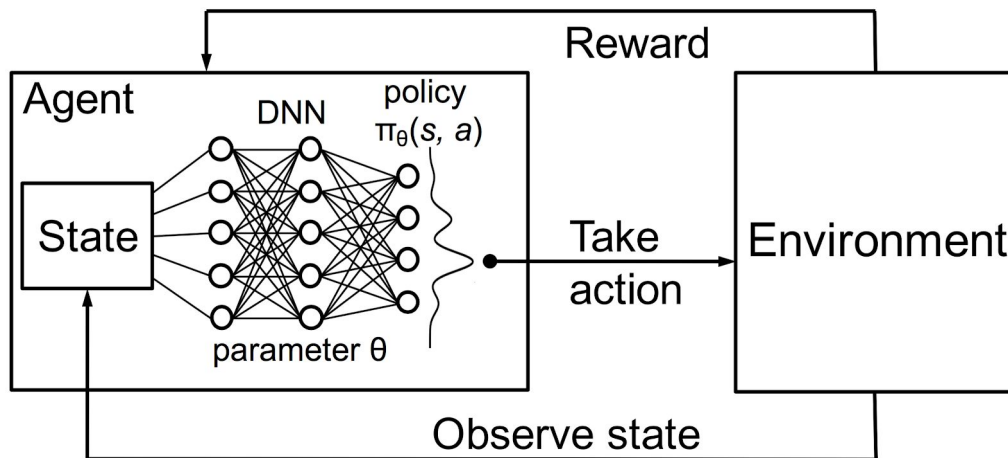 Reward
Agent
policy
DNN
πθ(s, a)
State
Take
action
Environment
parameter θ
Observe state